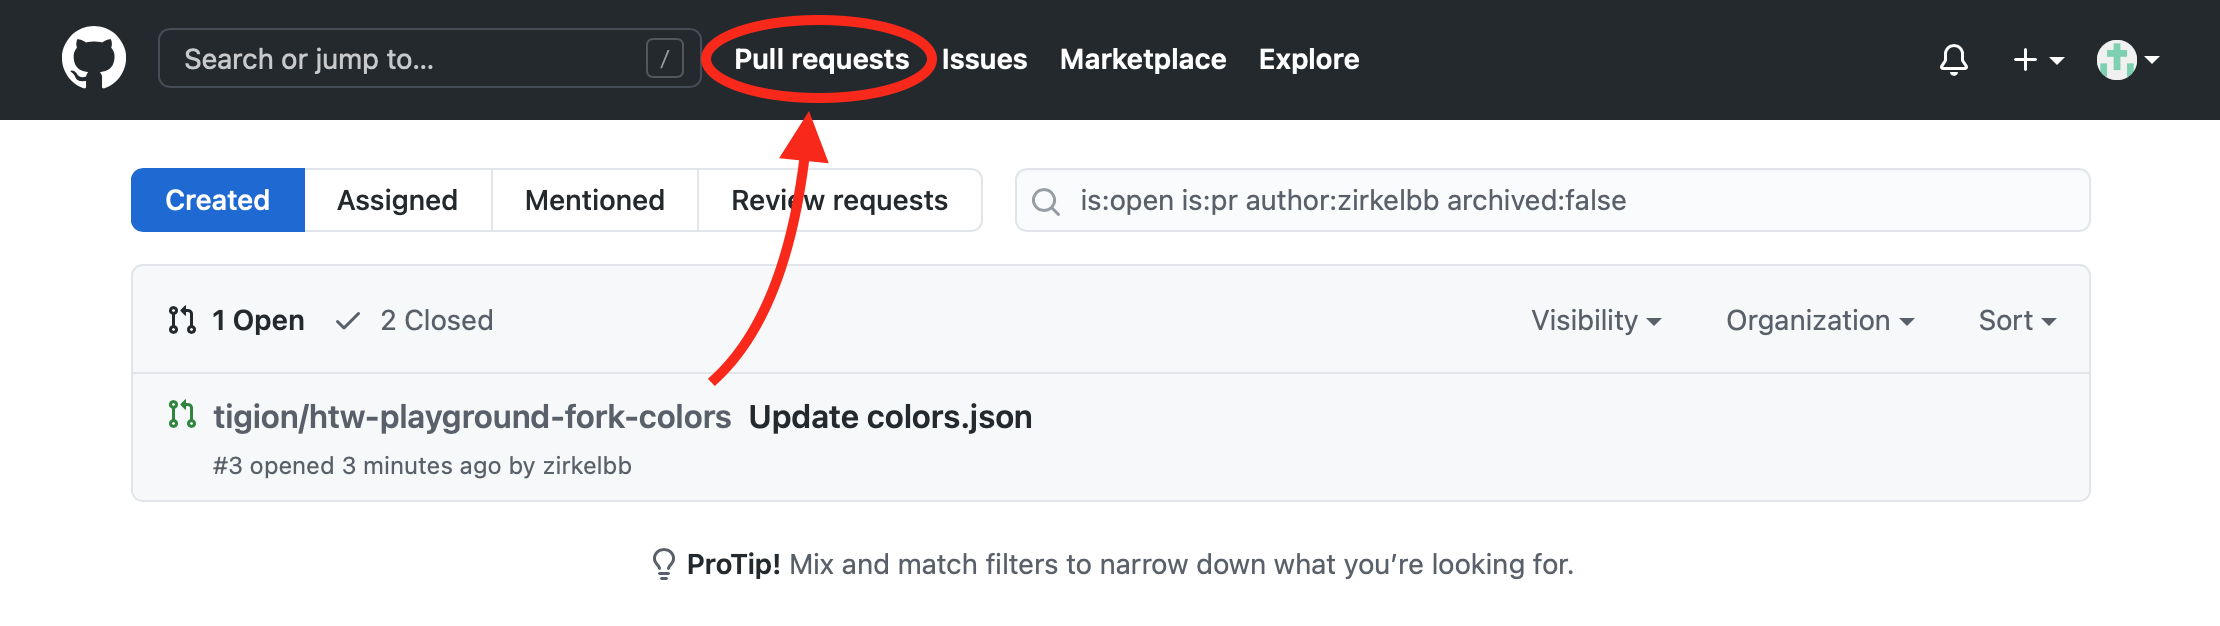 Search or jump to... / Pull requests Issues Marketplace Explore
Created Assigned Mentioned Review requests is:open is:pr author:zirkelbb archived:false
1 Open 2 Closed Visibility Organization Sort
tigion/htw-playground-fork-colors Update colors.json
#3 opened 3 minutes ago by zirkelbb
ProTip! Mix and match filters to narrow down what you’re looking for.